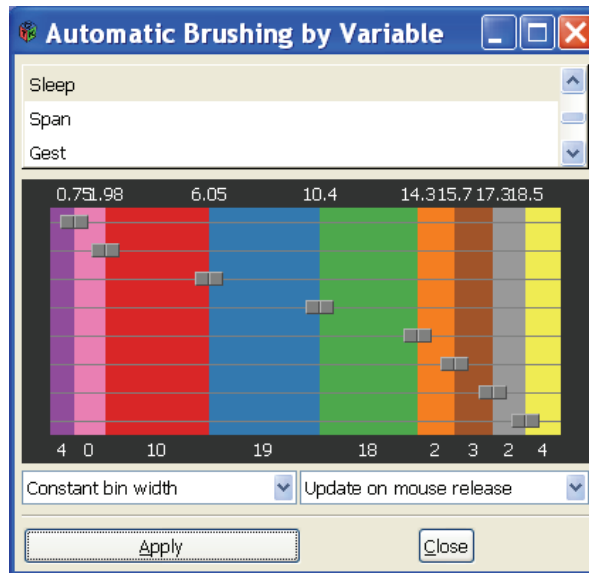 Automatic Brushing by Variable
Sleep
Span
Gest
0.75 1.98 6.05 10.4 14.3 15.7 17.3 18.5
4 0 10 19 18 2 3 2 4
Constant bin width Update on mouse release
Apply Close